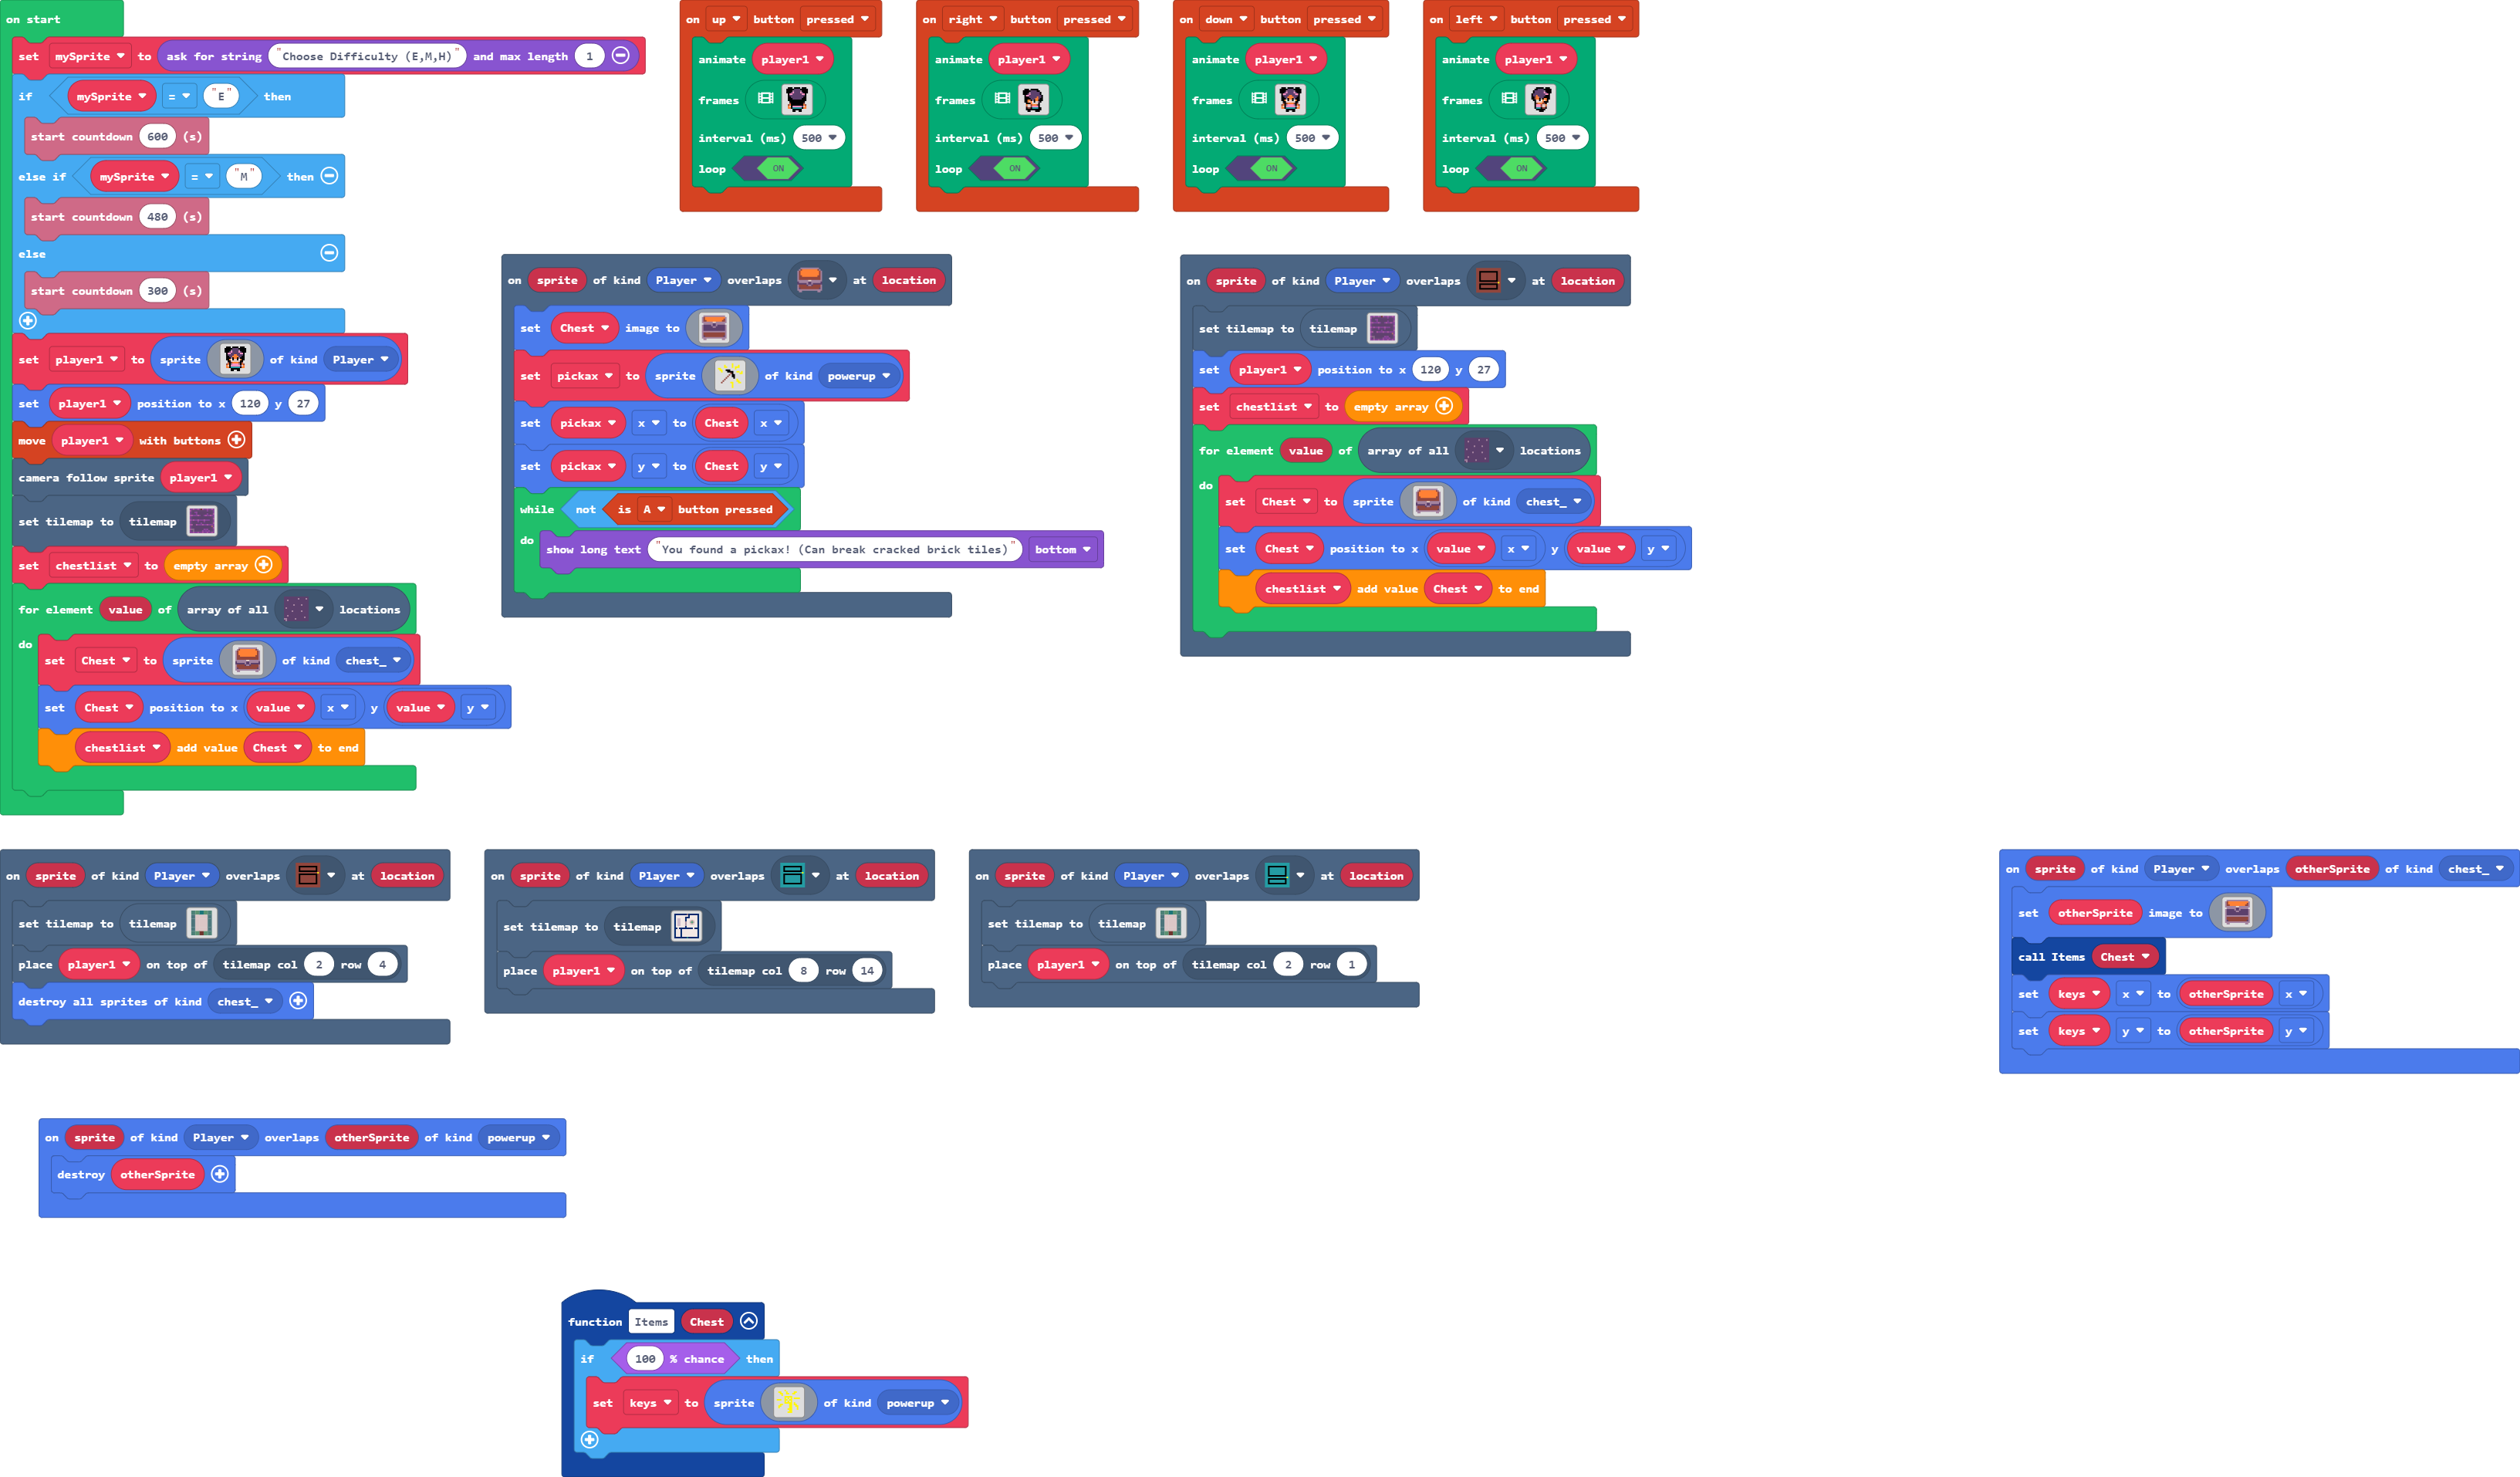 on start
set mySprite to ask for string "Choose Difficulty (E,M,H)" and max length 1
if mySprite = "E" then
start countdown 600 (s)
else if mySprite = "M" then
start countdown 480 (s)
else
start countdown 300 (s)
set player1 to sprite of kind Player
set player1 position to x 120 y 27
move player1 with buttons
camera follow sprite player1
set tilemap to tilemap
set chestlist to empty array
for element value of array of all locations
do
set Chest to sprite of kind chest_
set Chest position to x value x y value y
chestlist add value Chest to end
on up button pressed
animate player1
frames
interval (ms) 500
loop ON
on right button pressed
animate player1
frames
interval (ms) 500
loop ON
on down button pressed
animate player1
frames
interval (ms) 500
loop ON
on left button pressed
animate player1
frames
interval (ms) 500
loop ON
on sprite of kind Player overlaps at location
set Chest image to
set pickax to sprite of kind powerup
set pickax x to Chest x
set pickax y to Chest y
while not is A button pressed
do
show long text "You found a pickax! (Can break cracked brick tiles)" bottom
on sprite of kind Player overlaps at location
set tilemap to tilemap
set player1 position to x 120 y 27
set chestlist to empty array
for element value of array of all locations
do
set Chest to sprite of kind chest_
set Chest position to x value x y value y
chestlist add value Chest to end
on sprite of kind Player overlaps at location
set tilemap to tilemap
place player1 on top of tilemap col 2 row 4
destroy all sprites of kind chest_
on sprite of kind Player overlaps at location
set tilemap to tilemap
place player1 on top of tilemap col 8 row 14
on sprite of kind Player overlaps at location
set tilemap to tilemap
place player1 on top of tilemap col 2 row 1
on sprite of kind Player overlaps otherSprite of kind chest_
set otherSprite image to
call Items Chest
set keys x to otherSprite x
set keys y to otherSprite y
on sprite of kind Player overlaps otherSprite of kind powerup
destroy otherSprite
function Items Chest
if 100 % chance then
set keys to sprite of kind powerup